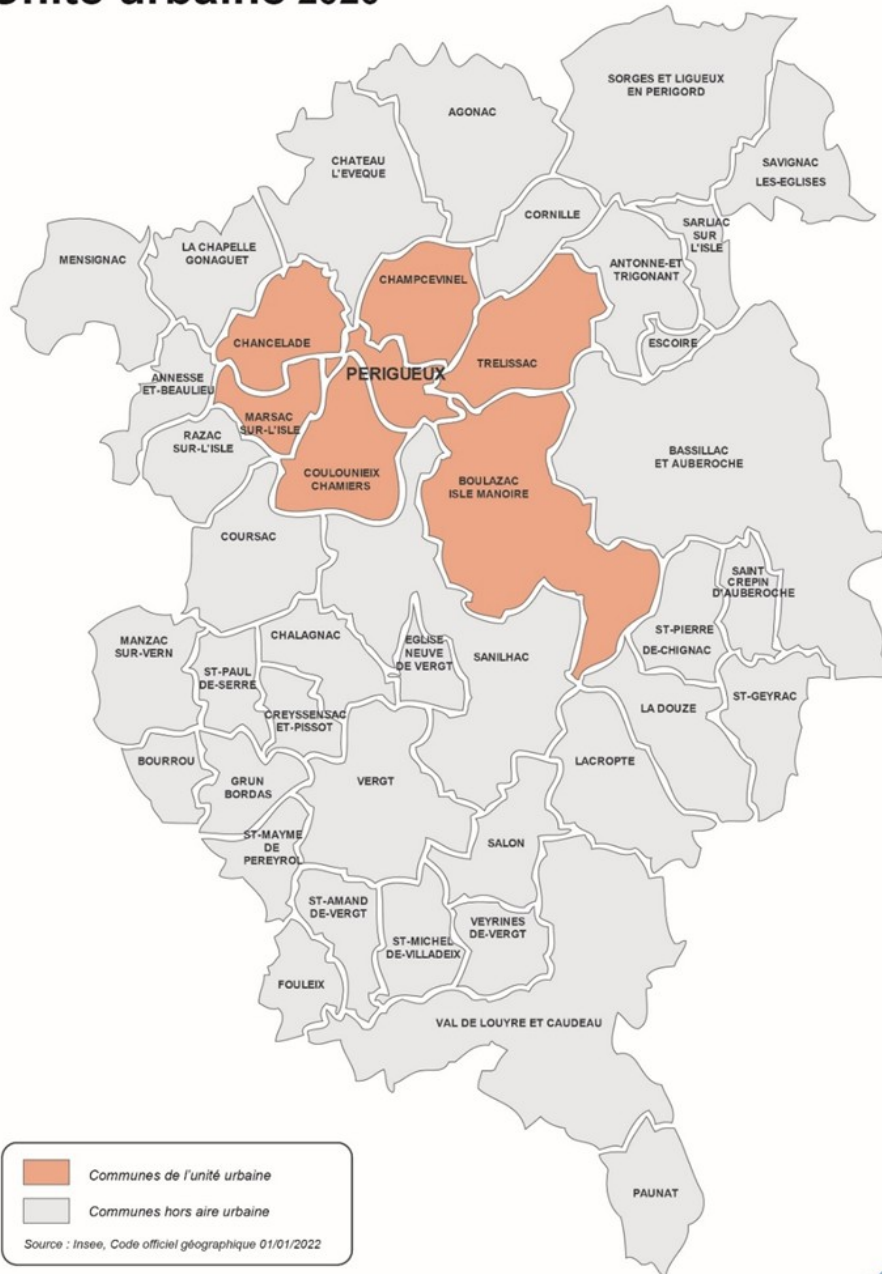 Unité urbaine 2020
SORGES ET LIGUEUX
EN PERIGORD
AGONAC
SAVIGNAC
LES-EGLISES
CHATEAU
L'EVEQUE
CORNILLE
SARLIAC
SUR
L'ISLE
LA CHAPELLE
GONAGUET
MENSIGNAC
ANTONNE-ET
TRIGONANT
CHAMPCEVINEL
CHANCELADE
ESCOIRE
TRELISSAC
PERIGUEUX
ANNESSE
ET-BEAULIEU
MARSAC
SUR-L'ISLE
RAZAC
SUR-L'ISLE
BASSILLAC
ET AUBEROCHE
COULOUNIEIX
CHAMIERS
BOULAZAC
ISLE MANOIRE
COURSAC
SAINT
CREPIN
D'AUBEROCHE
ST-PIERRE
DE-CHIGNAC
MANZAC
SUR-VERN
CHALAGNAC
EGLISE
NEUVE
DE VERGT
SANILHAC
ST-PAUL
DE-SERRE
ST-GEYRAC
LA DOUZE
CREYSSENSAC
ET-PISSOT
BOURROU
LACROPTE
GRUN
BORDAS
VERGT
ST-MAYME
DE
PEREYROL
SALON
ST-AMAND
DE-VERGT
VEYRINES
DE-VERGT
ST-MICHEL
DE-VILLADEIX
FOULEIX
VAL DE LOUYRE ET CAUDEAU
PAUNAT
Communes de l'unité urbaine
Communes hors aire urbaine
Source : Insee, Code officiel géographique 01/01/2022